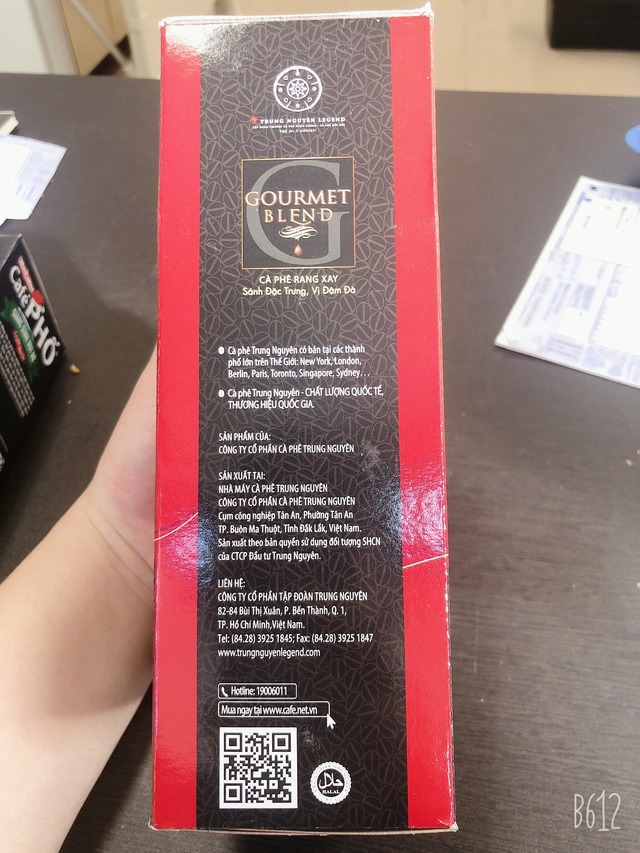 TRUNG NGUYÊN LEGEND
G
GOURMET
BLEND
CÀ PHÊ RANG XAY
Sánh Đặc Trưng, Vị Đậm Đà
Cà phê Trung Nguyên có bán tại các thành
phố lớn trên Thế Giới: New York, London,
Berlin, Paris, Toronto, Singapore, Sydney...
Cà phê Trung Nguyên - CHẤT LƯỢNG QUỐC TẾ,
THƯƠNG HIỆU QUỐC GIA.
SẢN PHẨM CỦA:
CÔNG TY CỔ PHẦN CÀ PHÊ TRUNG NGUYÊN
SẢN XUẤT TẠI:
NHÀ MÁY CÀ PHÊ TRUNG NGUYÊN
CÔNG TY CỔ PHẦN CÀ PHÊ TRUNG NGUYÊN
Cụm công nghiệp Tân An, Phường Tân An
TP. Buôn Ma Thuột, Tỉnh Đắk Lắk, Việt Nam.
Sản xuất theo bản quyền sử dụng đối tượng SHCN
của CTCP Đầu tư Trung Nguyên.
LIÊN HỆ:
CÔNG TY CỔ PHẦN TẬP ĐOÀN TRUNG NGUYÊN
82-84 Bùi Thị Xuân, P. Bến Thành, Q. 1,
TP. Hồ Chí Minh,Việt Nam.
Tel: (84.28) 3925 1845; Fax: (84.28) 3925 1847
www.trungnguyenlegend.com
Hotline: 19006011
Mua ngay tại www.cafe.net.vn
حلال
HALAL
Café PHỐ
B612